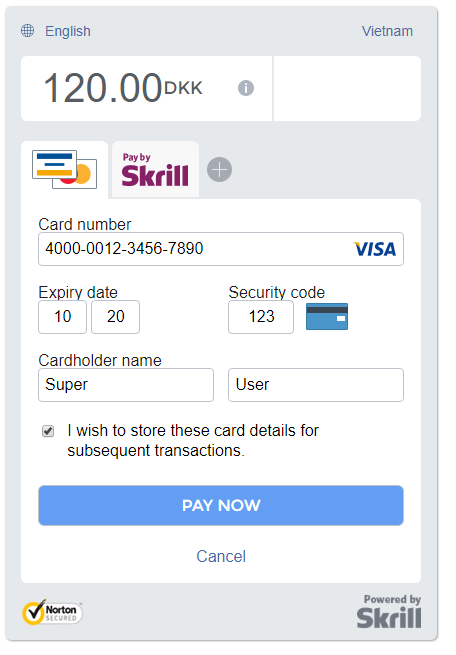 English
Vietnam
120.00DKK
i
Pay by
Skrill
Card number
4000-0012-3456-7890
VISA
Expiry date
Security code
10 20
123
Cardholder name
Super
User
I wish to store these card details for
subsequent transactions.
PAY NOW
Cancel
Norton
SECURED
Powered by
Skrill